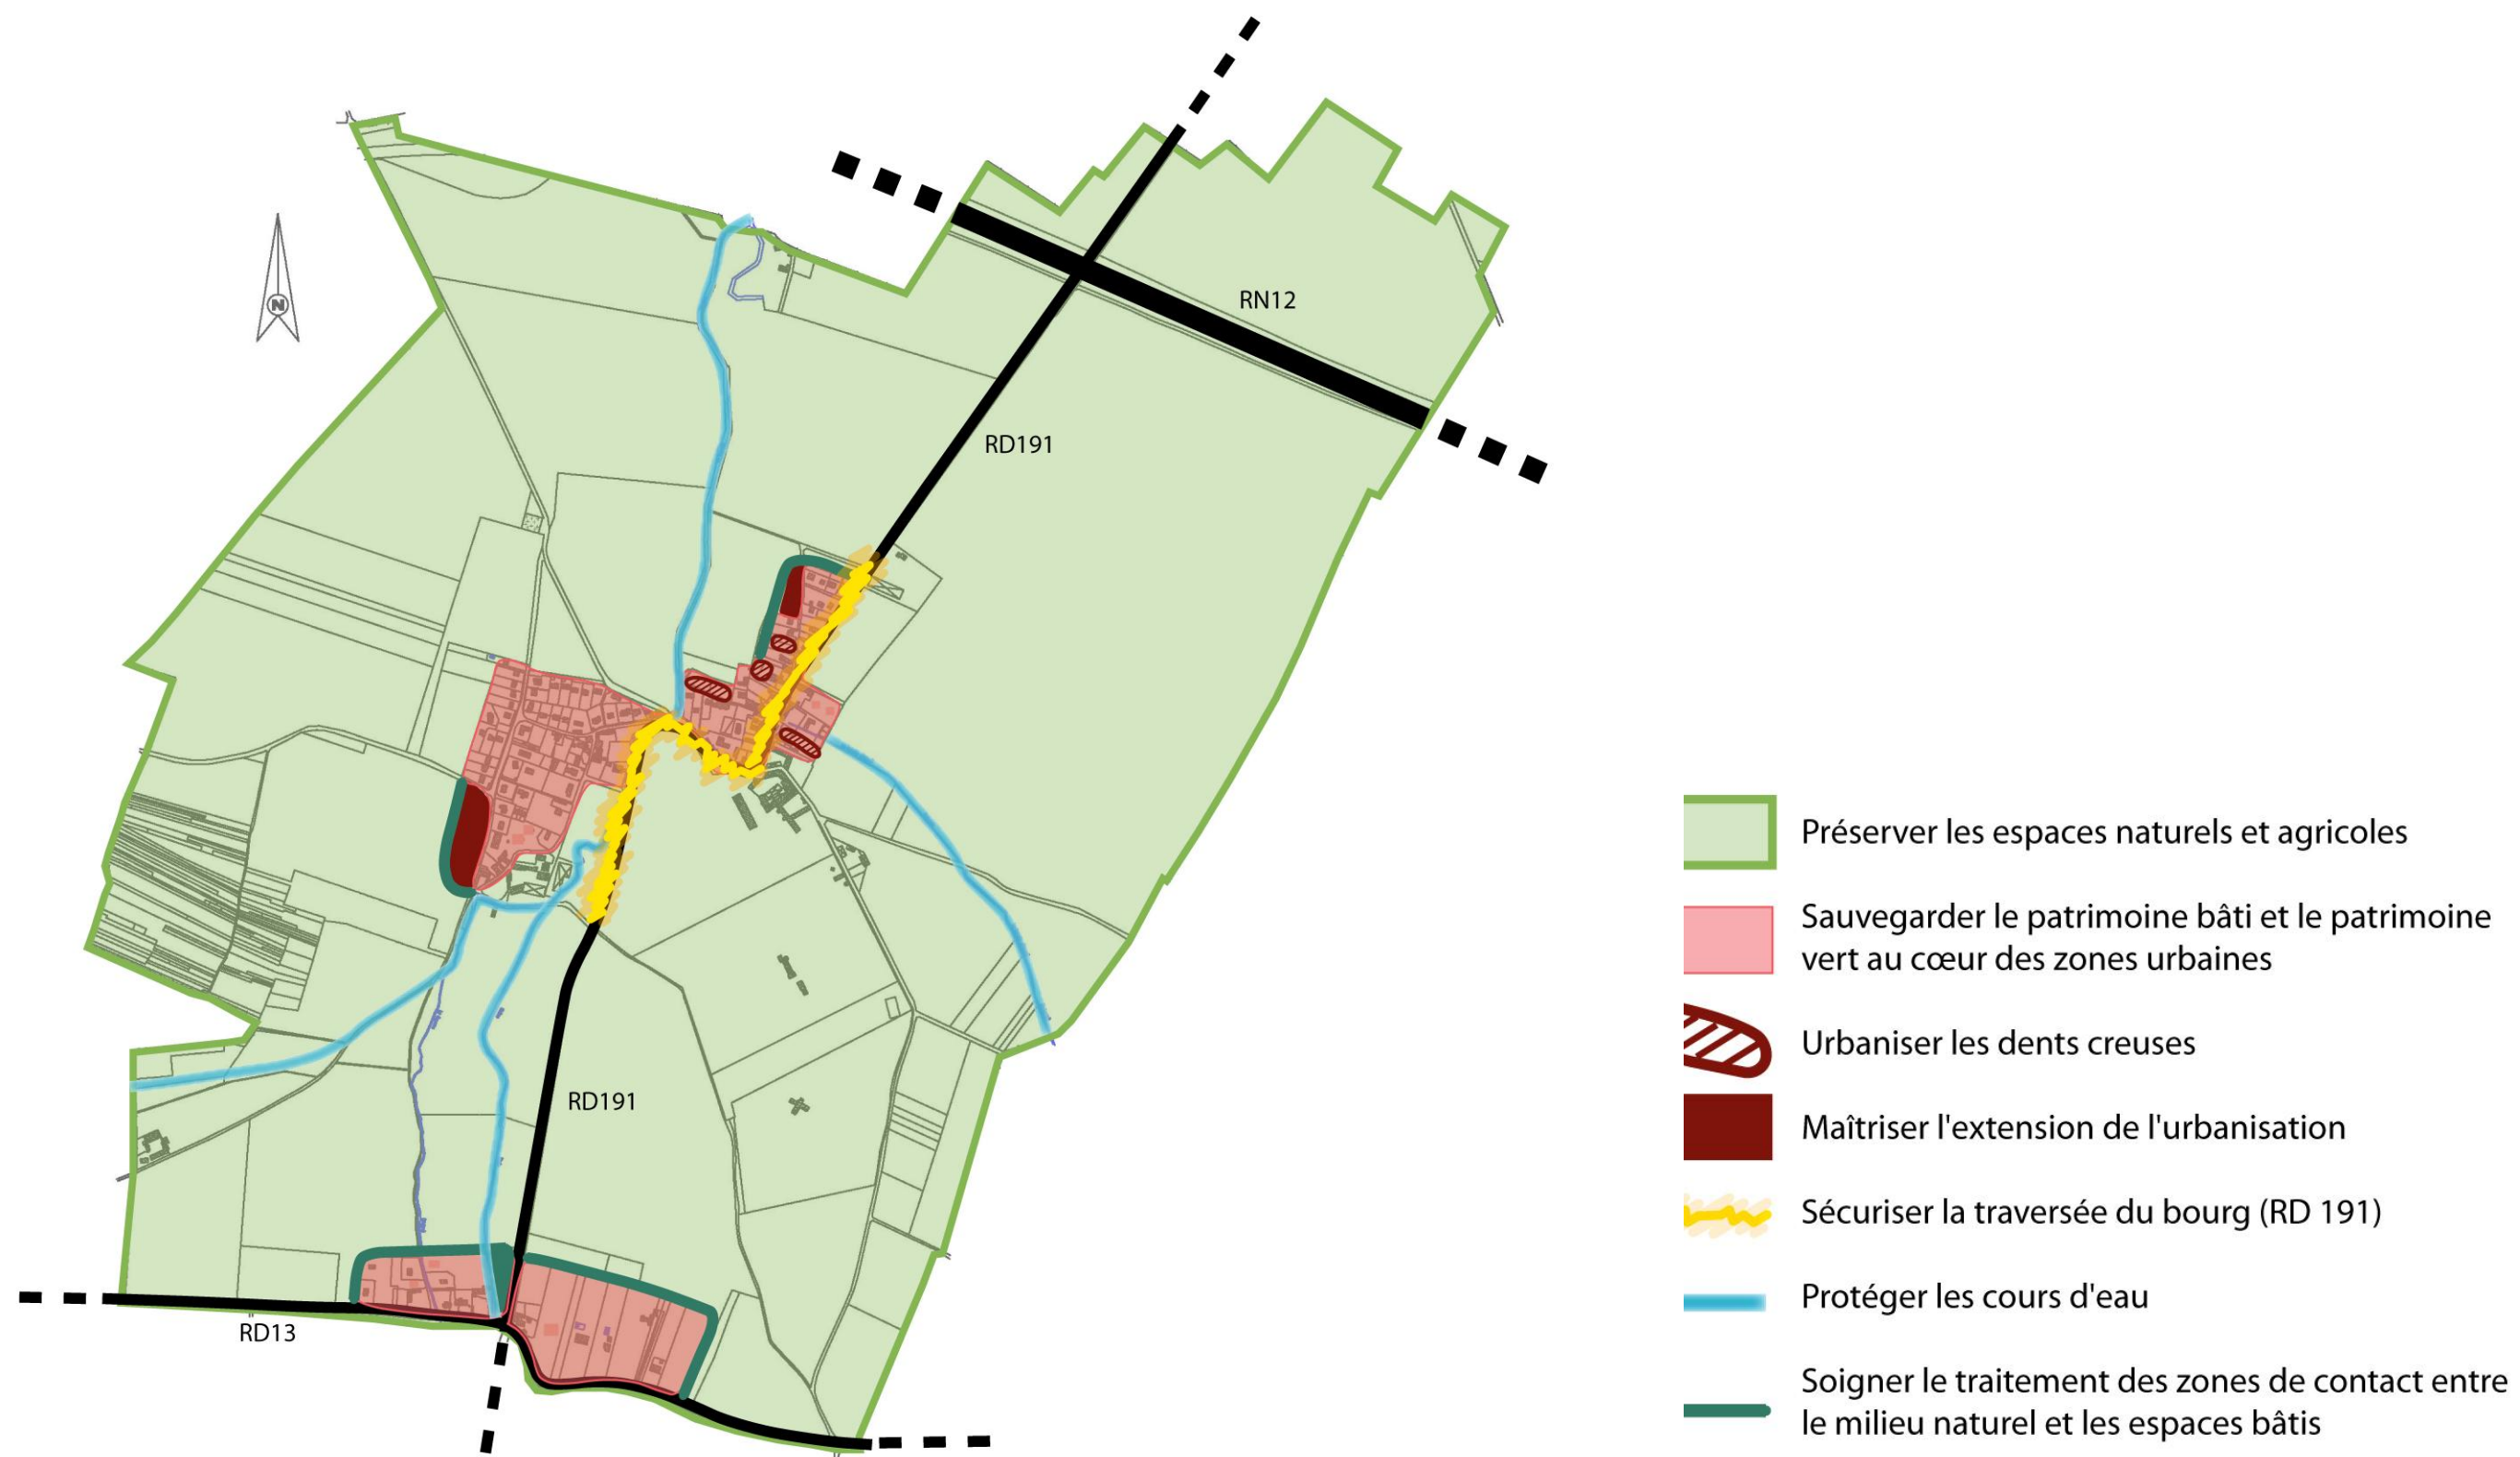 N
RN12
RD191
RD191
RD13
Préserver les espaces naturels et agricoles
Sauvegarder le patrimoine bâti et le patrimoine
vert au cœur des zones urbaines
Urbaniser les dents creuses
Maîtriser l'extension de l'urbanisation
Sécuriser la traversée du bourg (RD 191)
Protéger les cours d'eau
Soigner le traitement des zones de contact entre
le milieu naturel et les espaces bâtis